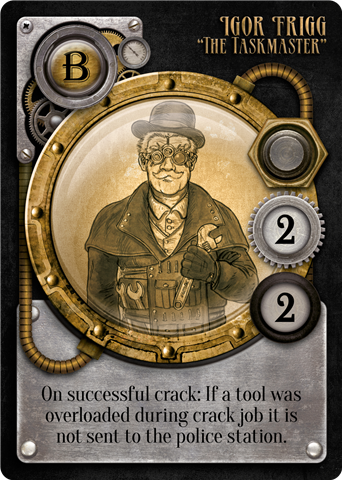 IGOR TRIGG
"THE TASKMASTER"
B
2
2
On successful crack: If a tool was
overloaded during crack job it is
not sent to the police station.